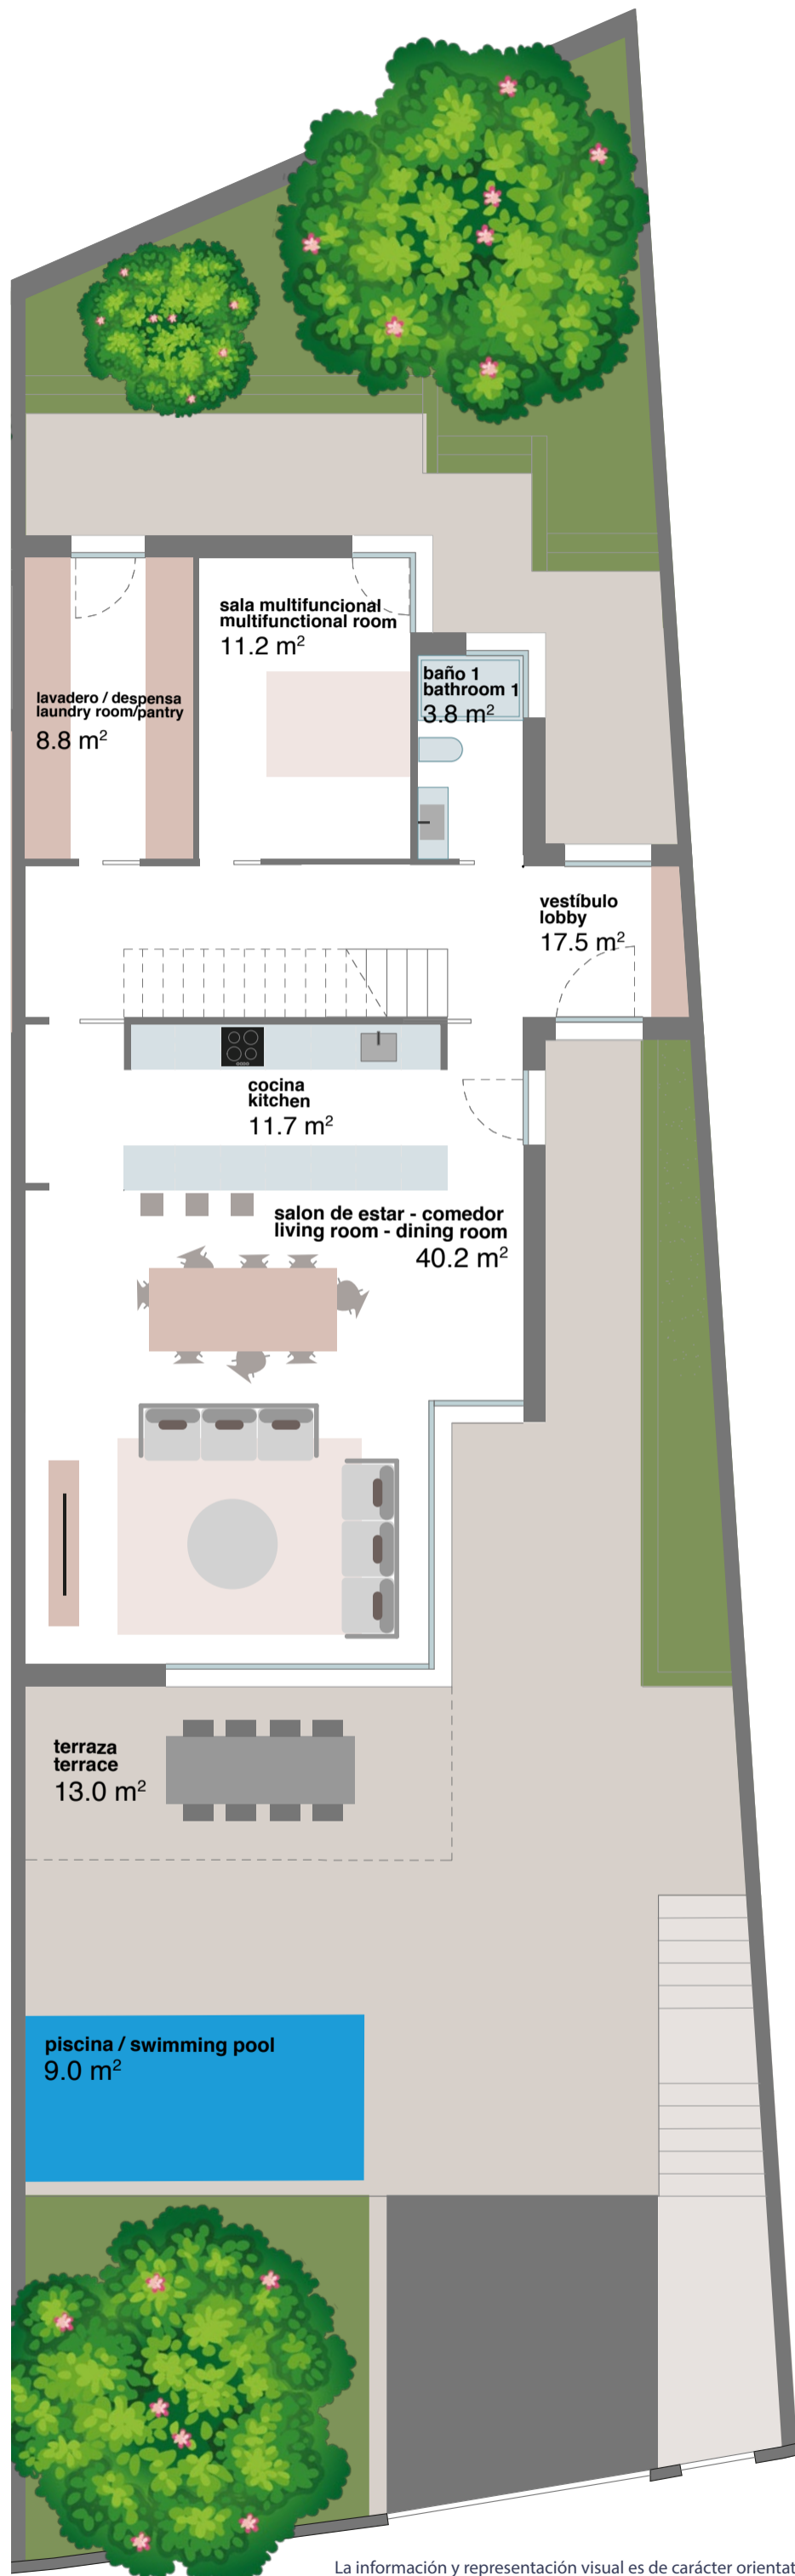 sala multifuncional
multifunctional room
11.2 m²
baño 1
bathroom 1
3.8 m²
lavadero / despensa
laundry room/pantry
8.8 m²
vestíbulo
lobby
17.5 m²
cocina
kitchen
11.7 m²
salon de estar - comedor
living room - dining room
40.2 m²
terraza
terrace
13.0 m²
piscina / swimming pool
9.0 m²
La información y representación visual es de carácter